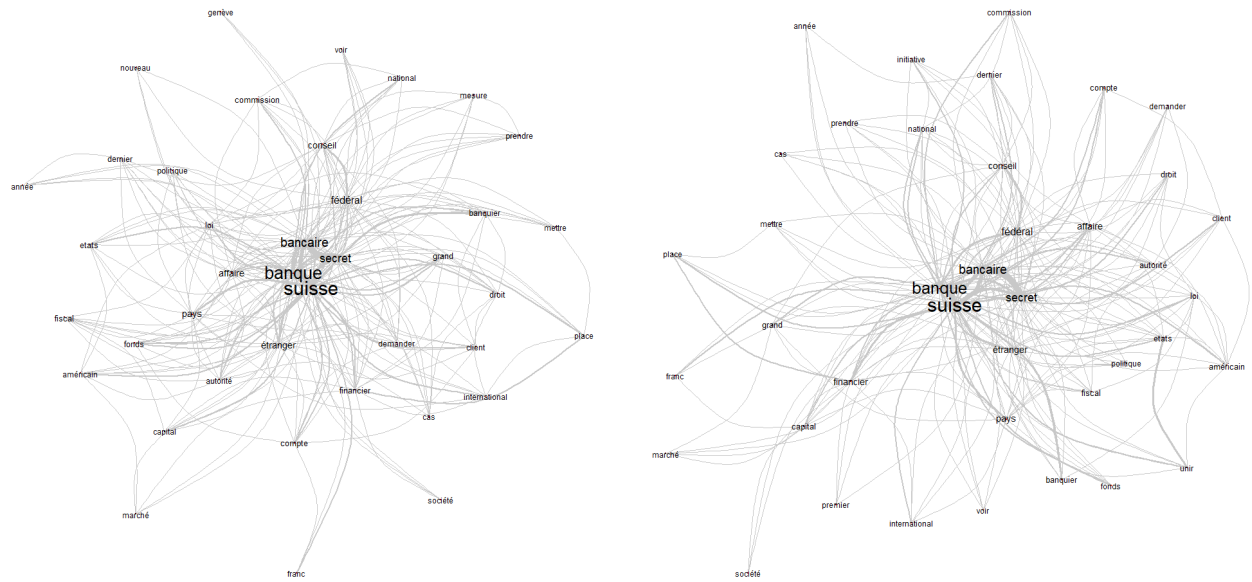 genève
voir
nouveau
national
commission
mesure
prendre
conseil
dernier
politique
année
fédéral
banquier
loi
mettre
etats
bancaire
secret
grand
affaire
banque
suisse
droit
pays
fiscal
place
fonds
étranger
demander
client
américain
autorité
financier
international
cas
capital
compte
société
marché
franc
commission
année
initiative
dernier
compte
demander
prendre
national
cas
conseil
droit
client
mettre
fédéral
affaire
place
bancaire
autorité
banque
secret
suisse
loi
grand
etats
étranger
politique
américain
franc
financier
fiscal
pays
capital
marché
unir
banquier
fonds
premier
voir
international
société